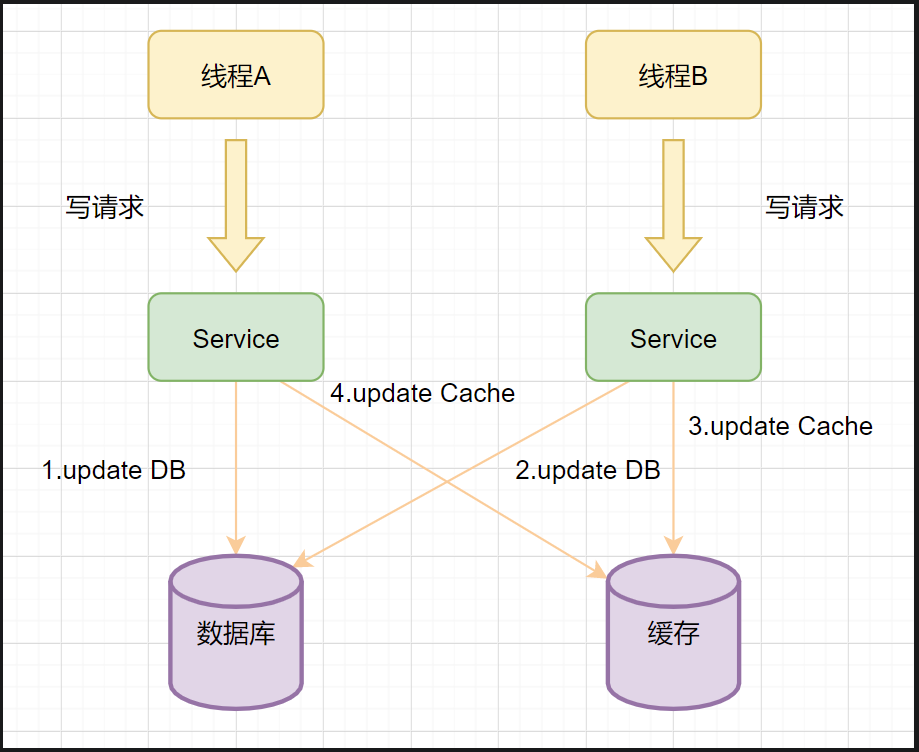 线程A
线程B
写请求
写请求
Service
Service
4.update Cache
3.update Cache
1.update DB
2.update DB
数据库
缓存